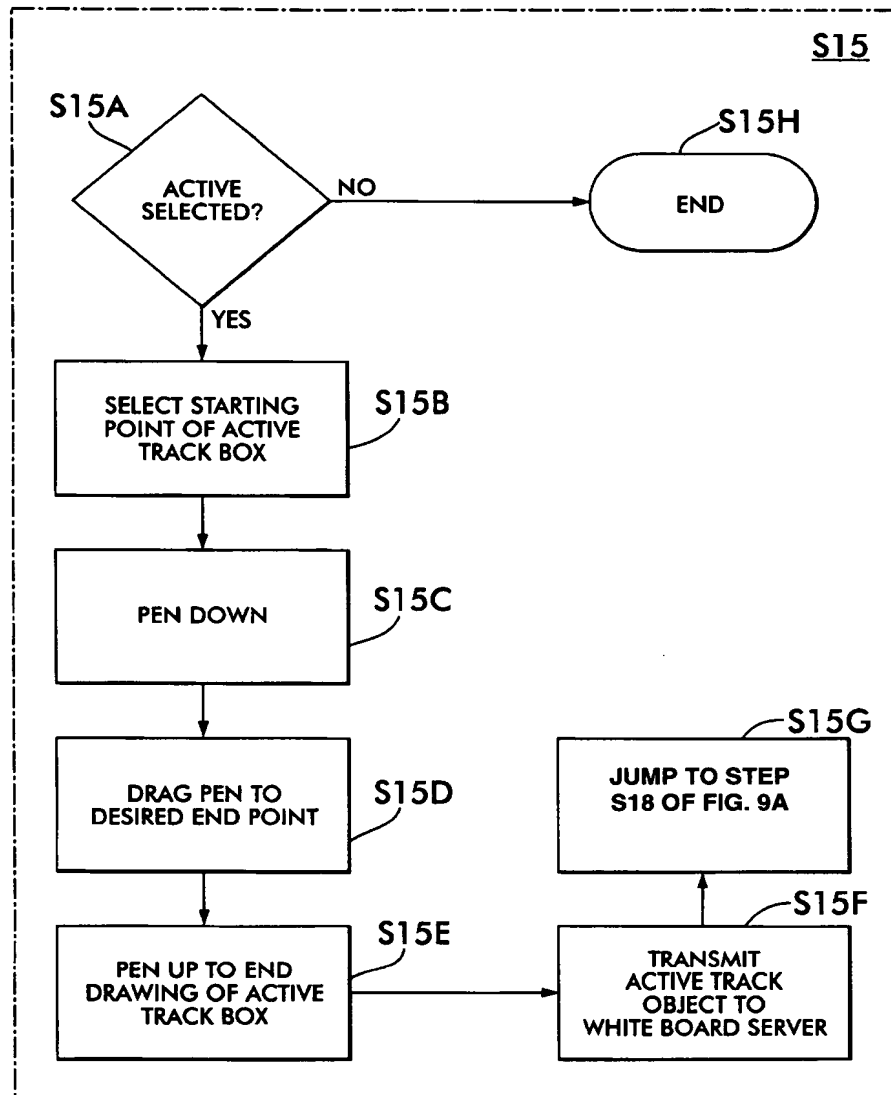 S15
S15A
S15H
ACTIVE
SELECTED?
NO
END
YES
SELECT STARTING
POINT OF ACTIVE
TRACK BOX
S15B
PEN DOWN
S15C
DRAG PEN TO
DESIRED END POINT
S15D
PEN UP TO END
DRAWING OF ACTIVE
TRACK BOX
S15E
TRANSMIT
ACTIVE TRACK
OBJECT TO
WHITE BOARD SERVER
S15F
JUMP TO STEP
S18 OF FIG. 9A
S15G